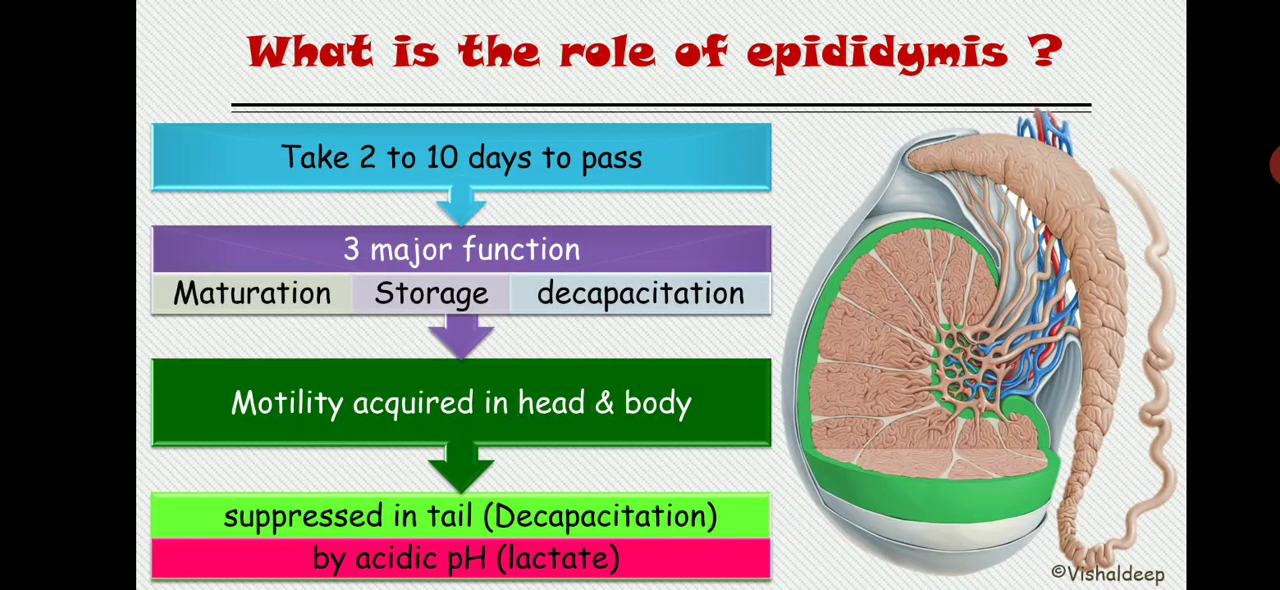 What is the role of epididymis ?
Take 2 to 10 days to pass
3 major function
Maturation Storage decapacitation
Motility acquired in head & body
suppressed in tail (Decapacitation)
by acidic pH (lactate)
©Vishaldeep